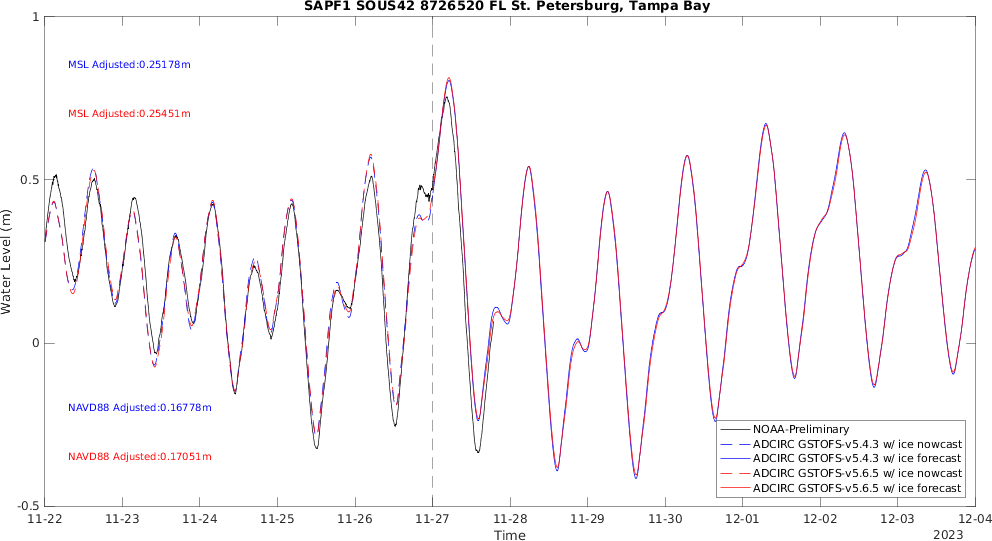 SAPF1 SOUS42 8726520 FL St. Petersburg, Tampa Bay
1
0.5
0
-0.5
Water Level (m)
MSL Adjusted:0.25178m
MSL Adjusted:0.25451m
NAVD88 Adjusted:0.16778m
NAVD88 Adjusted:0.17051m
NOAA-Preliminary
ADCIRC GSTOFS-v5.4.3 w/ ice nowcast
ADCIRC GSTOFS-v5.4.3 w/ ice forecast
ADCIRC GSTOFS-v5.6.5 w/ ice nowcast
ADCIRC GSTOFS-v5.6.5 w/ ice forecast
11-22 11-23 11-24 11-25 11-26 11-27 11-28 11-29 11-30 12-01 12-02 12-03 12-04
Time
2023